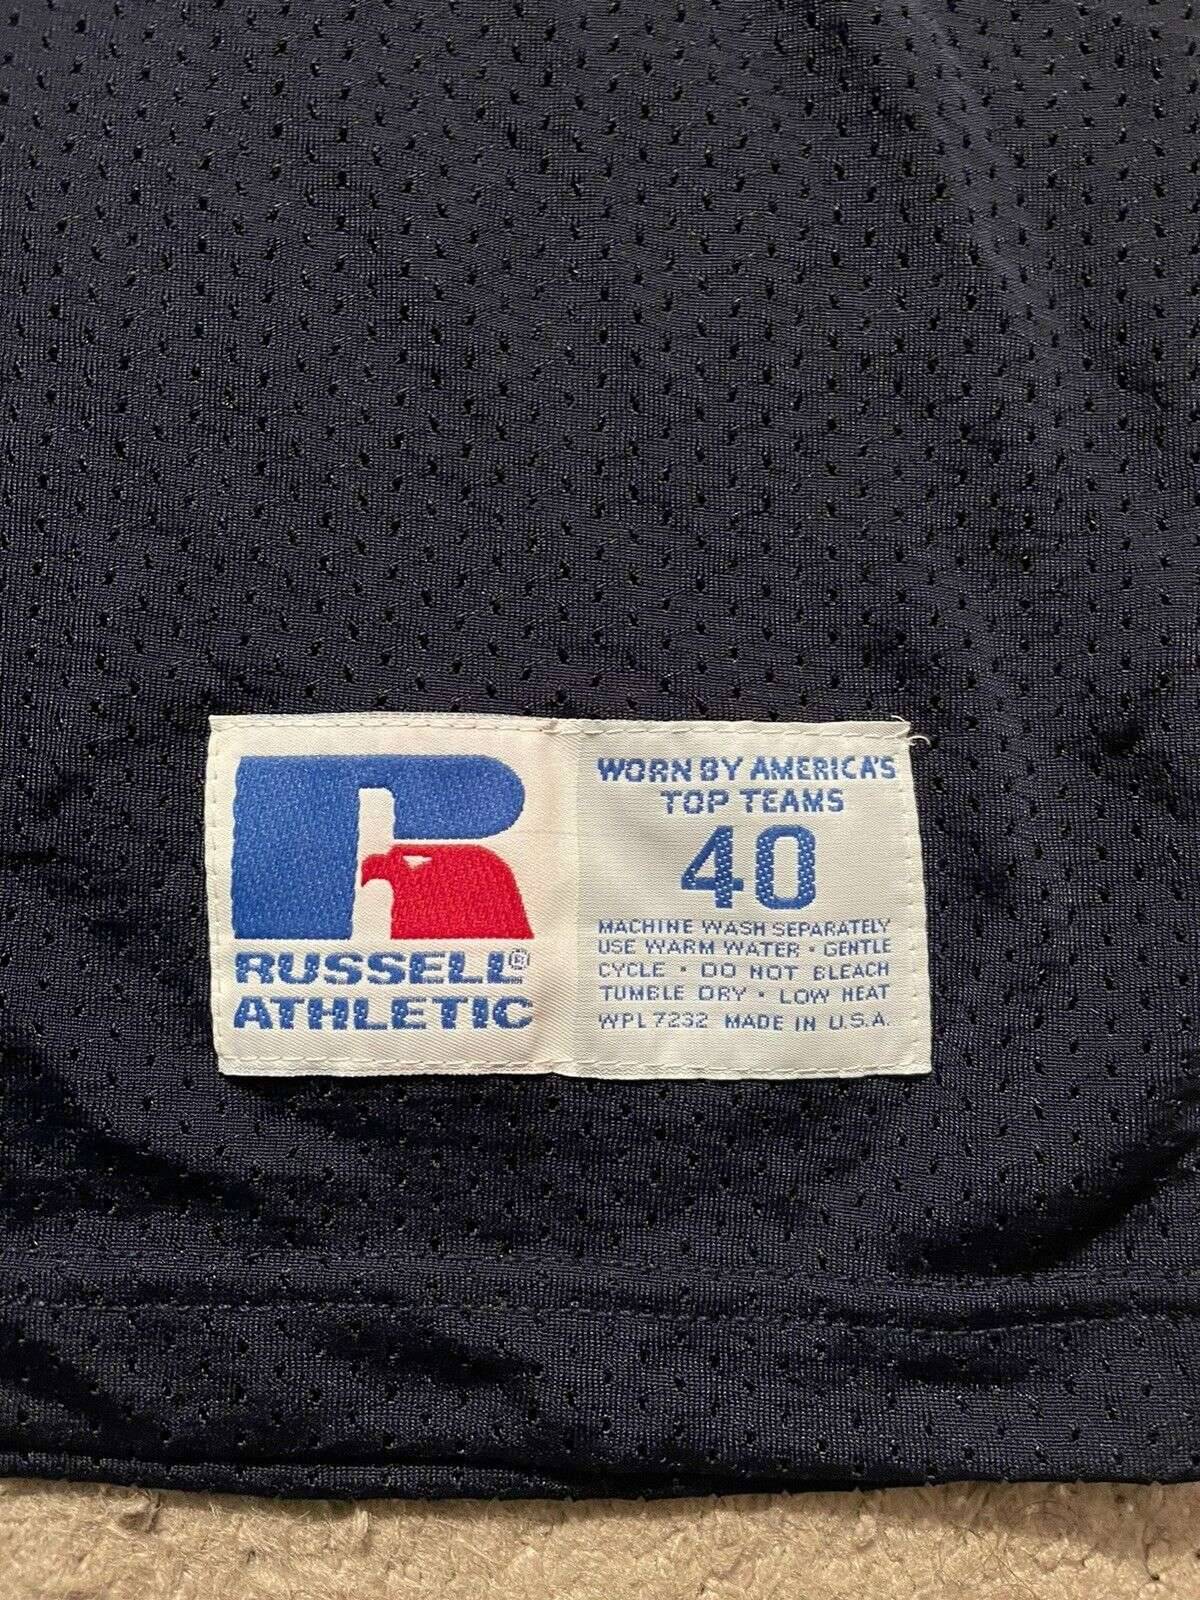 RUSSELL®
ATHLETIC
WORN BY AMERICA'S
TOP TEAMS
40
MACHINE WASH SEPARATELY
USE WARM WATER • GENTLE
CYCLE • DO NOT BLEACH
TUMBLE DRY • LOW HEAT
WPL 7232 MADE IN U.S.A.